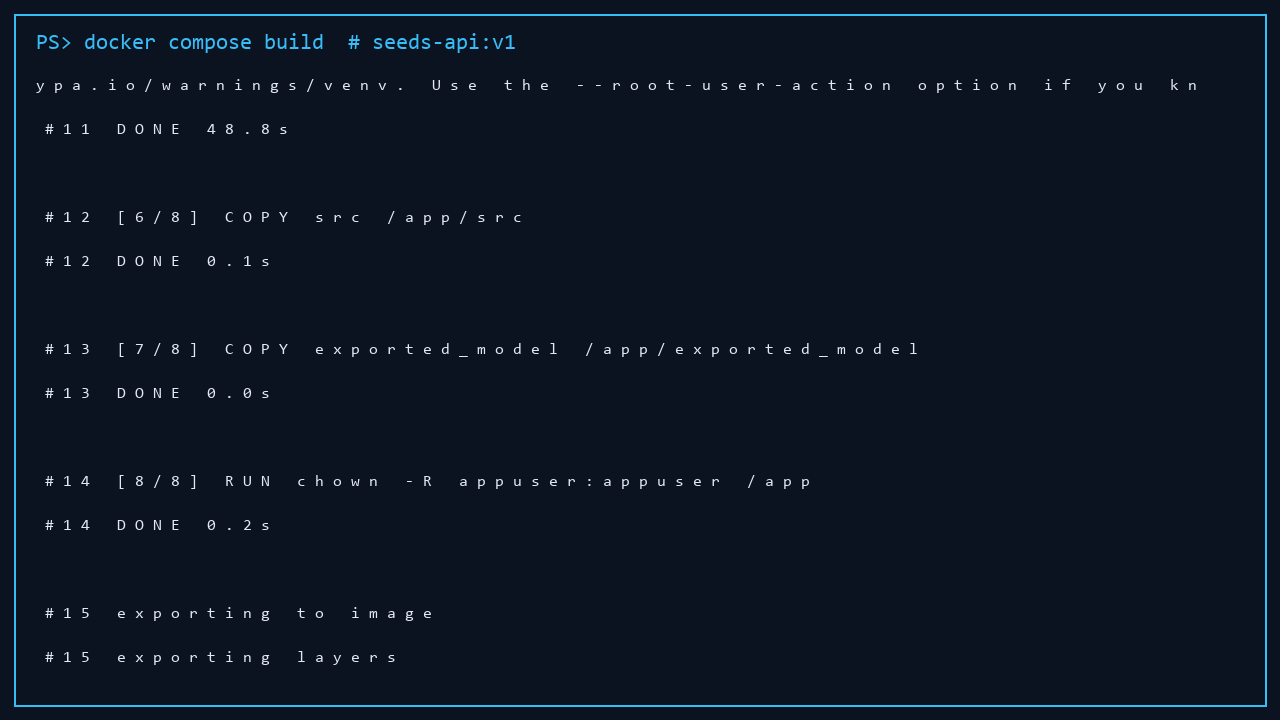 PS> docker compose build  # seeds-api:v1
ypa.io/warnings/venv. Use the --root-user-action option if you kn
#11 DONE 48.8s
#12 [6/8] COPY src /app/src
#12 DONE 0.1s
#13 [7/8] COPY exported_model /app/exported_model
#13 DONE 0.0s
#14 [8/8] RUN chown -R appuser:appuser /app
#14 DONE 0.2s
#15 exporting to image
#15 exporting layers